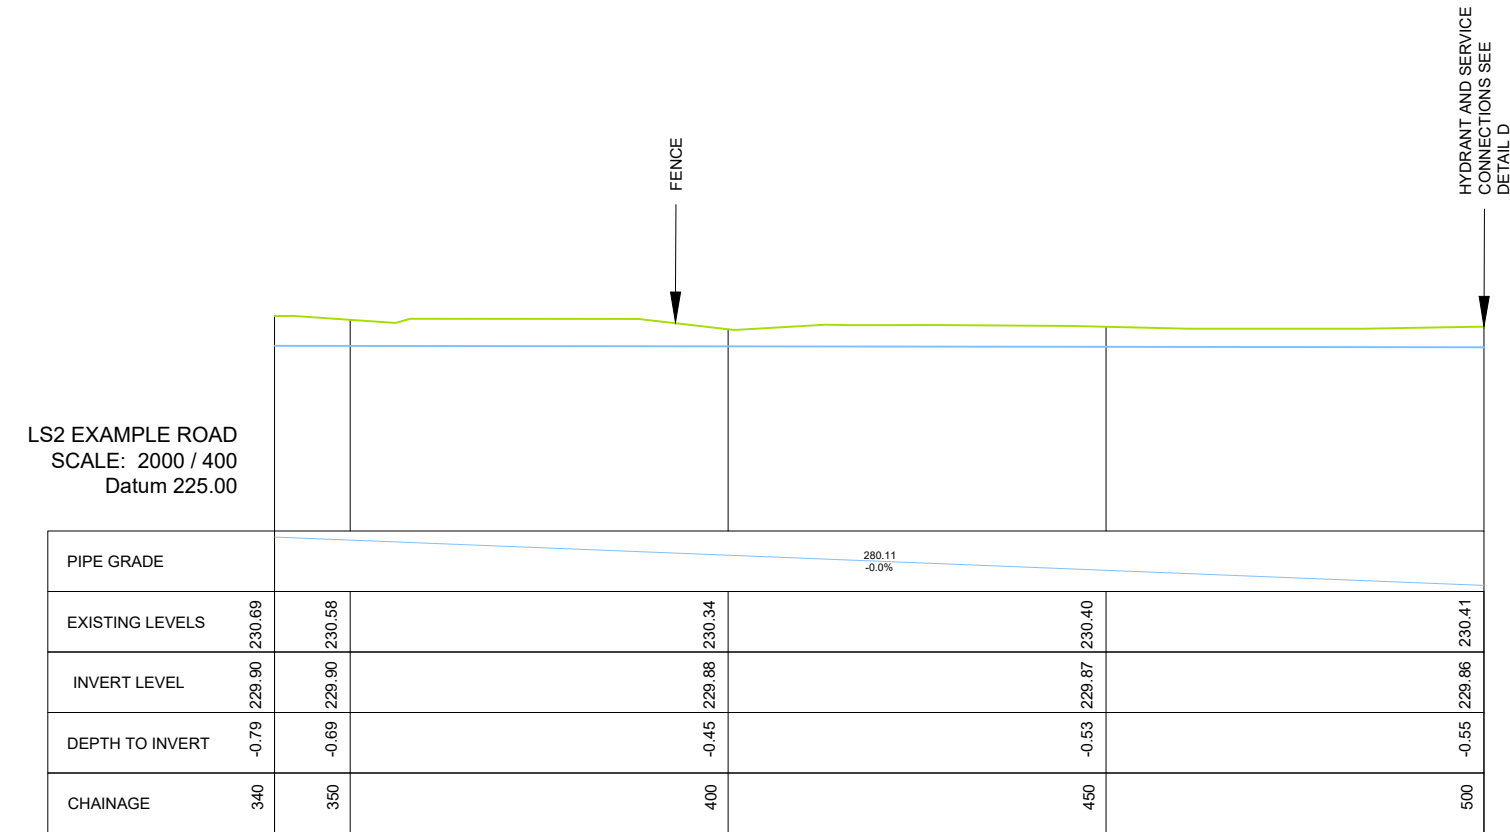 HYDRANT AND SERVICE
CONNECTIONS SEE
DETAIL D
FENCE
LS2 EXAMPLE ROAD
SCALE: 2000 / 400
Datum 225.00
PIPE GRADE
280.11
-0.0%
EXISTING LEVELS 230.69 230.58 230.34 230.40 230.41
INVERT LEVEL 229.90 229.90 229.88 229.87 229.86
DEPTH TO INVERT -0.79 -0.69 -0.45 -0.53 -0.55
CHAINAGE 340 350 400 450 500